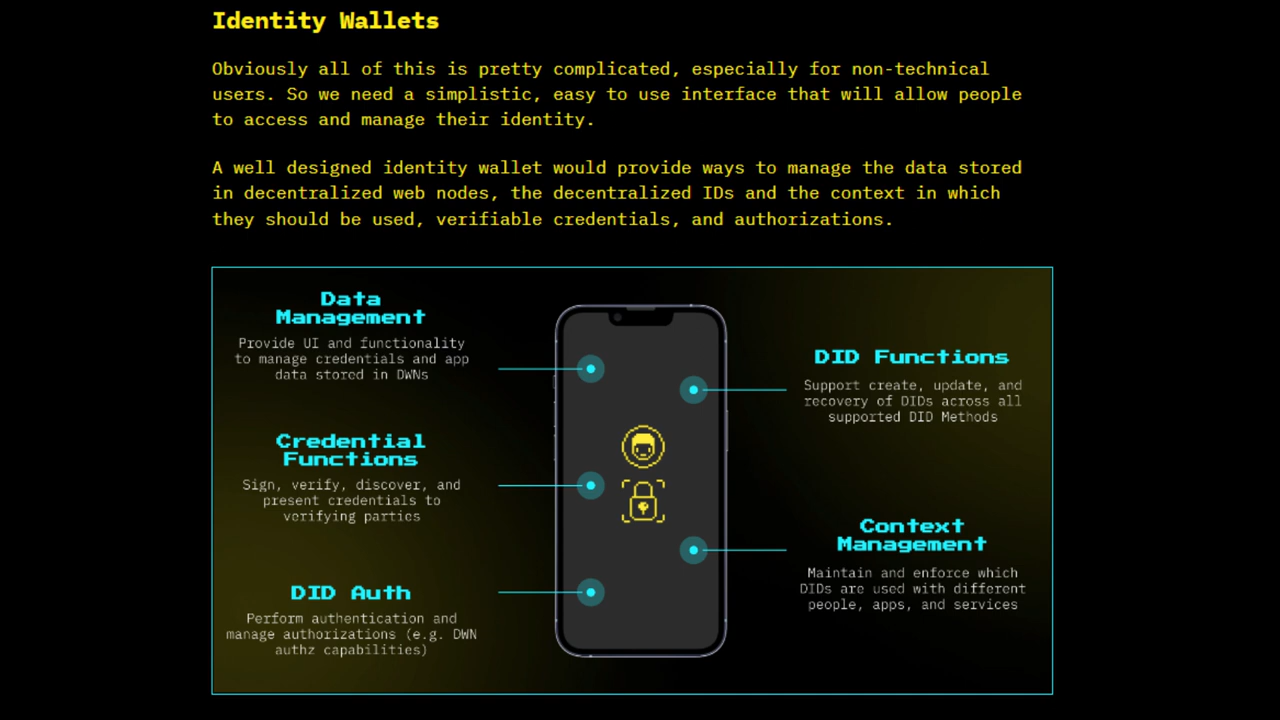 Identity Wallets
Obviously all of this is pretty complicated, especially for non-technical
users. So we need a simplistic, easy to use interface that will allow people
to access and manage their identity.
A well designed identity wallet would provide ways to manage the data stored
in decentralized web nodes, the decentralized IDs and the context in which
they should be used, verifiable credentials, and authorizations.
Data
Management
Provide UI and functionality
to manage credentials and app
data stored in DWNs
Credential
Functions
Sign, verify, discover, and
present credentials to
verifying parties
DID Auth
Perform authentication and
manage authorizations (e.g. DWN
authz capabilities)
DID Functions
Support create, update, and
recovery of DIDs across all
supported DID Methods
Context
Management
Maintain and enforce which
DIDs are used with different
people, apps, and services